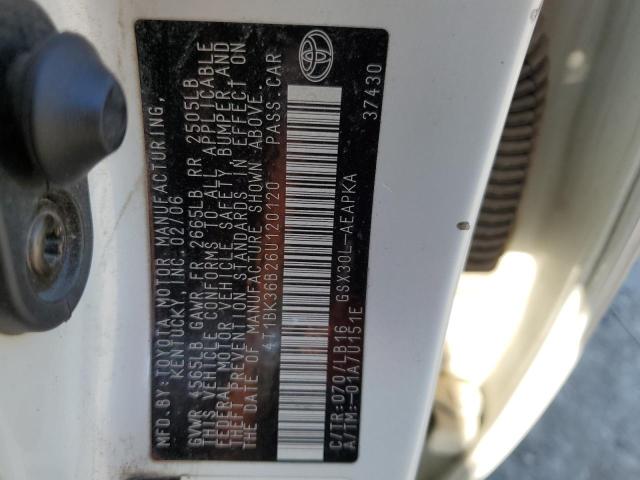 MFD.BY:TOYOTA MOTOR MANUFACTURING,
KENTUCKY, INC. 02/06
GVWR 4565LB GAWR FR 2665LB RR 2505LB
THIS VEHICLE CONFORMS TO ALL APPLICABLE
FEDERAL MOTOR VEHICLE SAFETY, BUMPER, AND
THEFT PREVENTION STANDARDS IN EFFECT ON
THE DATE OF MANUFACTURE SHOWN ABOVE.
4T1BK36B26U120120 PASS.CAR
C/TR:070/LB16 GSX30L-AEAPKA
A/TM:-01A/U151E
37430